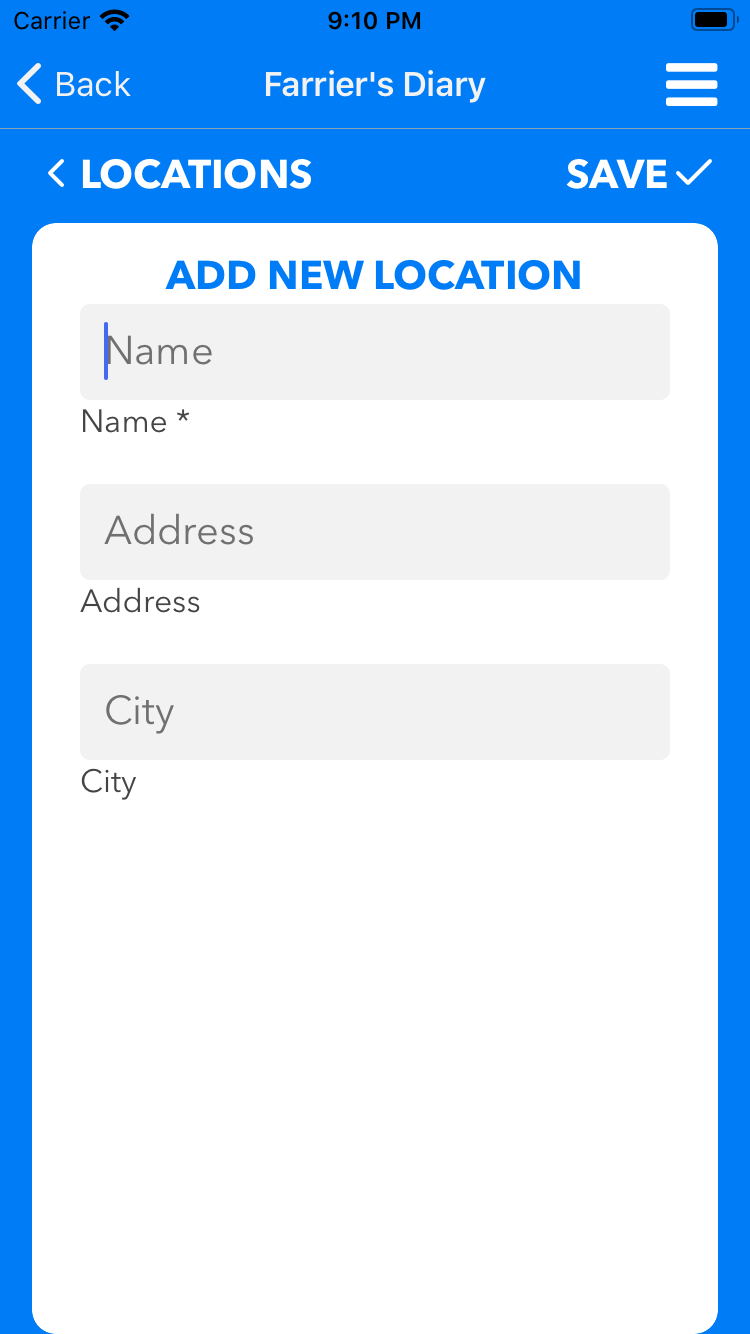 Carrier 9:10 PM
Back Farrier's Diary
LOCATIONS SAVE
ADD NEW LOCATION
Name
Name *
Address
Address
City
City